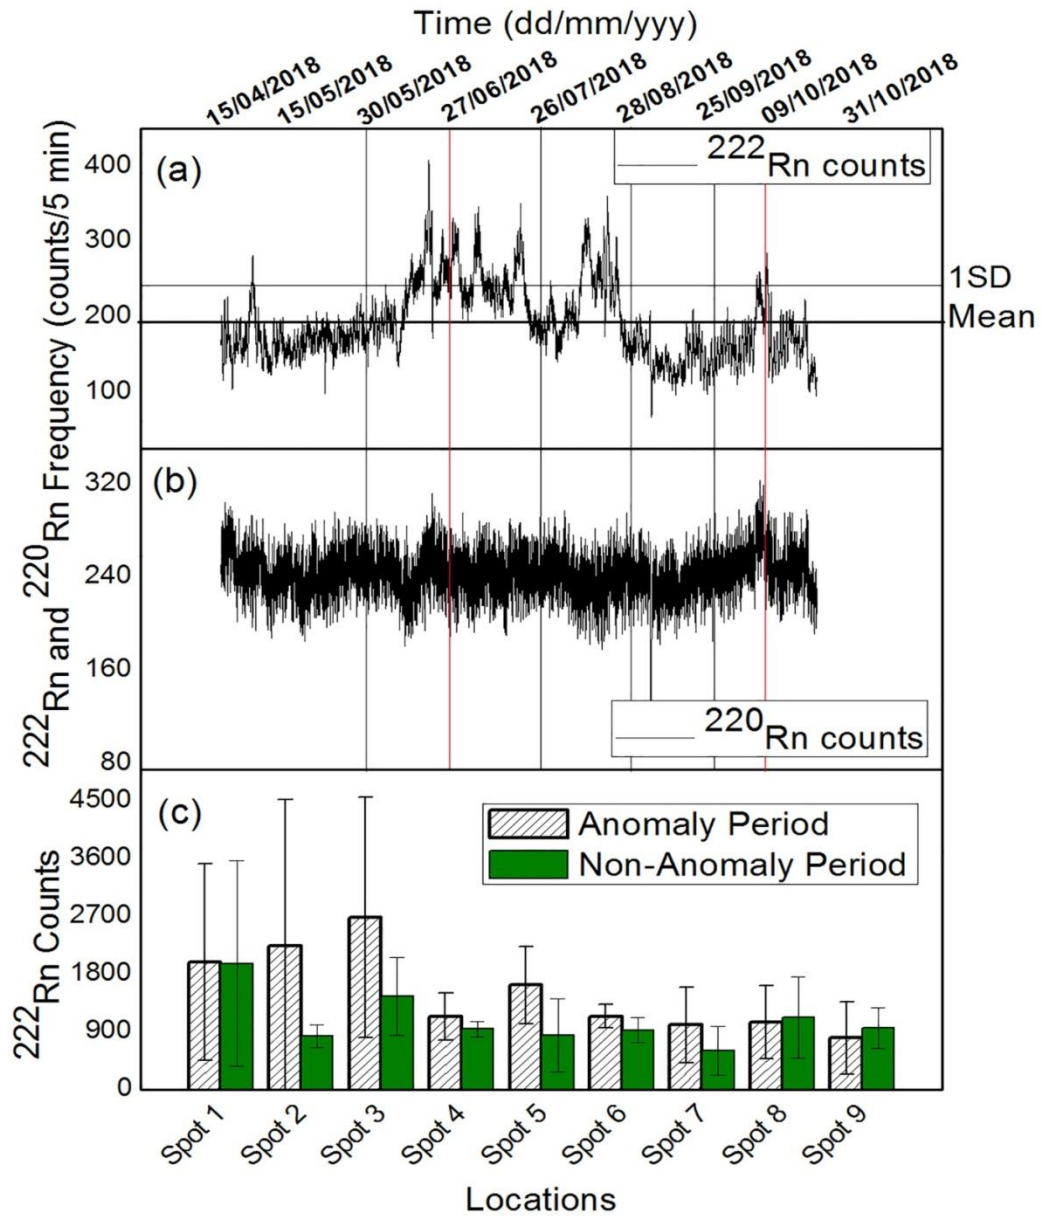 Time (dd/mm/yyy)
15/04/2018 15/05/2018 30/05/2018 27/06/2018 26/07/2018 28/08/2018 25/09/2018 09/10/2018 31/10/2018
222Rn and 220Rn Frequency (counts/5 min)
(a)
222Rn counts
400
300
200
100
1SD
Mean
(b)
320
240
160
80
220Rn counts
(c)
Anomaly Period
Non-Anomaly Period
222Rn Counts
4500
3600
2700
1800
900
0
Spot 1 Spot 2 Spot 3 Spot 4 Spot 5 Spot 6 Spot 7 Spot 8 Spot 9
Locations